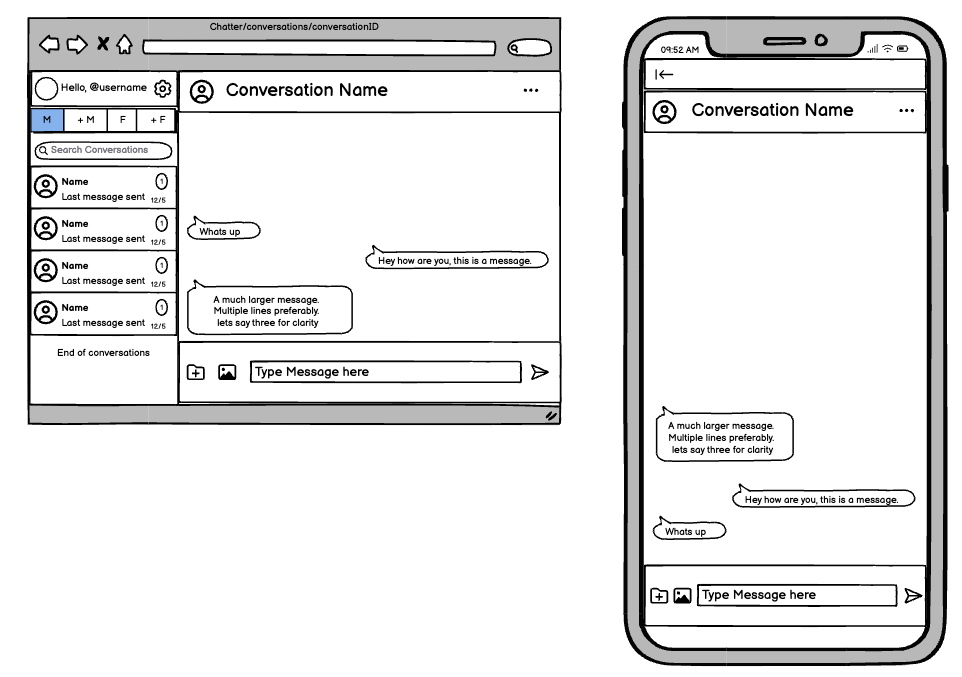 Chatter/conversations/conversationID
Hello, @username
M + M F + F
Search Conversations
Name 1
Last message sent 12/5
Name 1
Last message sent 12/5
Name 1
Last message sent 12/5
Name 1
Last message sent 12/5
End of conversations
Conversation Name
Whats up
Hey how are you, this is a message.
A much larger message.
Multiple lines preferably.
lets say three for clarity
Type Message here
09:52 AM
Conversation Name
A much larger message.
Multiple lines preferably.
lets say three for clarity
Hey how are you, this is a message.
Whats up
Type Message here